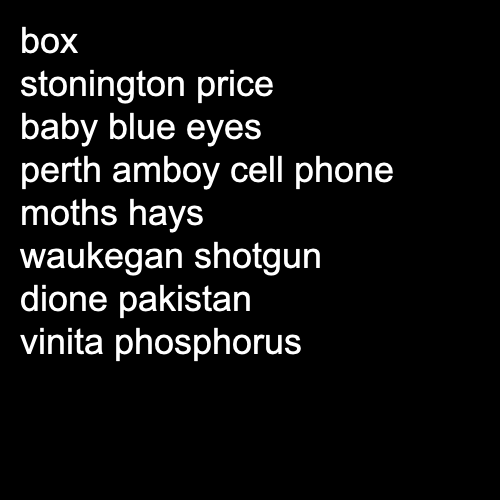 box
stonington price
baby blue eyes
perth amboy cell phone
moths hays
waukegan shotgun
dione pakistan
vinita phosphorus